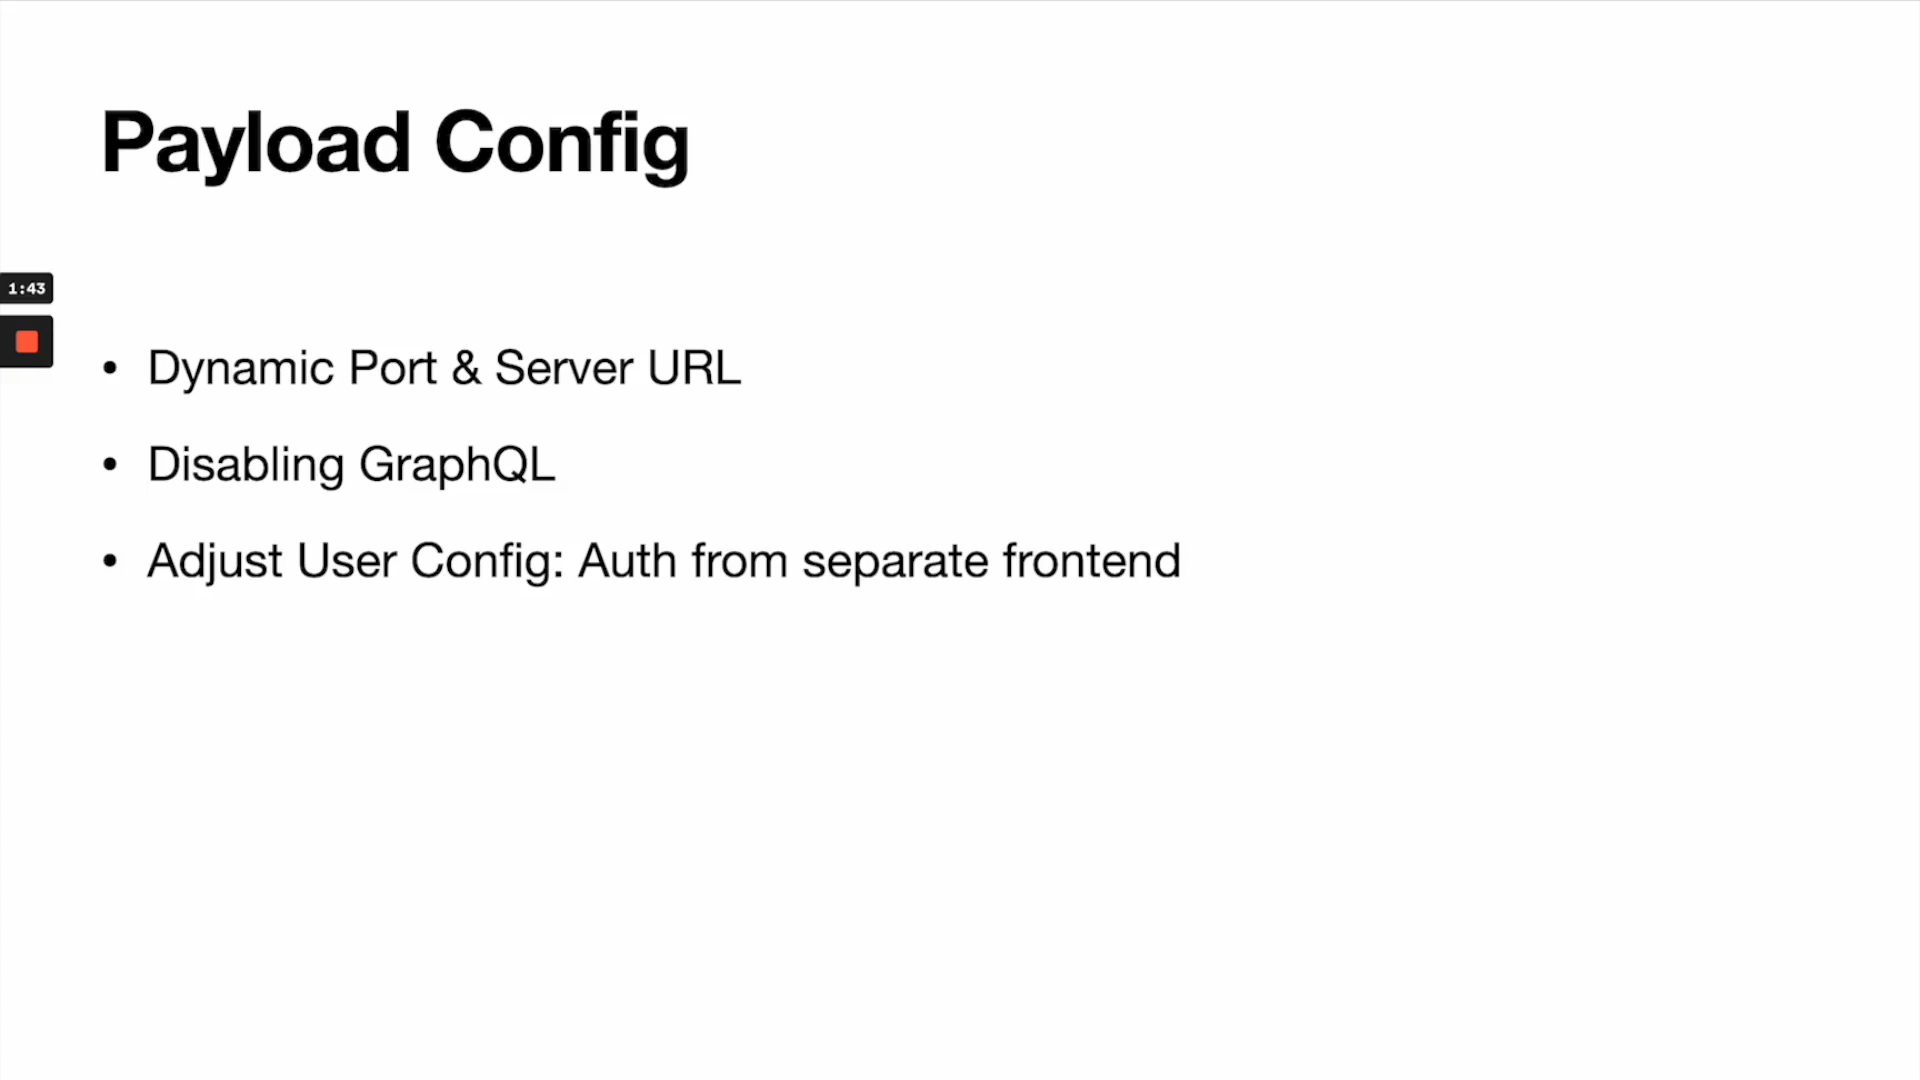 Payload Config
1:43
• Dynamic Port & Server URL
• Disabling GraphQL
• Adjust User Config: Auth from separate frontend